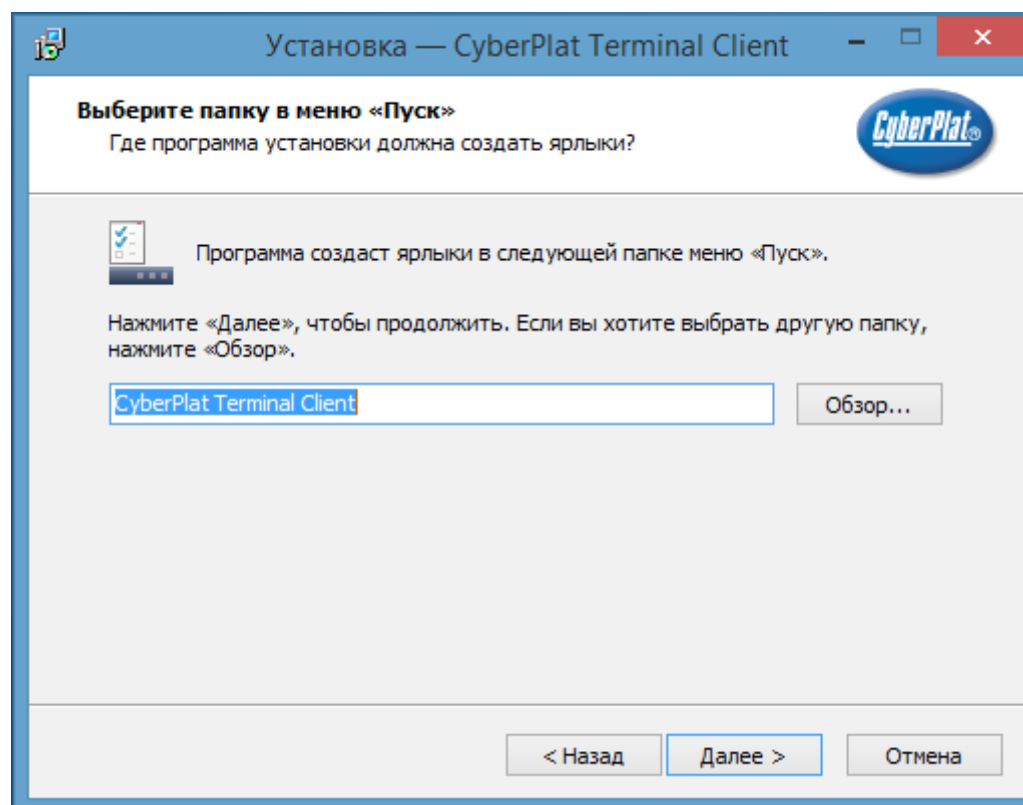 Установка — CyberPlat Terminal Client
Выберите папку в меню «Пуск»
Где программа установки должна создать ярлыки?
CyberPlat®
Программа создаст ярлыки в следующей папке меню «Пуск».
Нажмите «Далее», чтобы продолжить. Если вы хотите выбрать другую папку,
нажмите «Обзор».
CyberPlat Terminal Client
Обзор...
< Назад
Далее >
Отмена